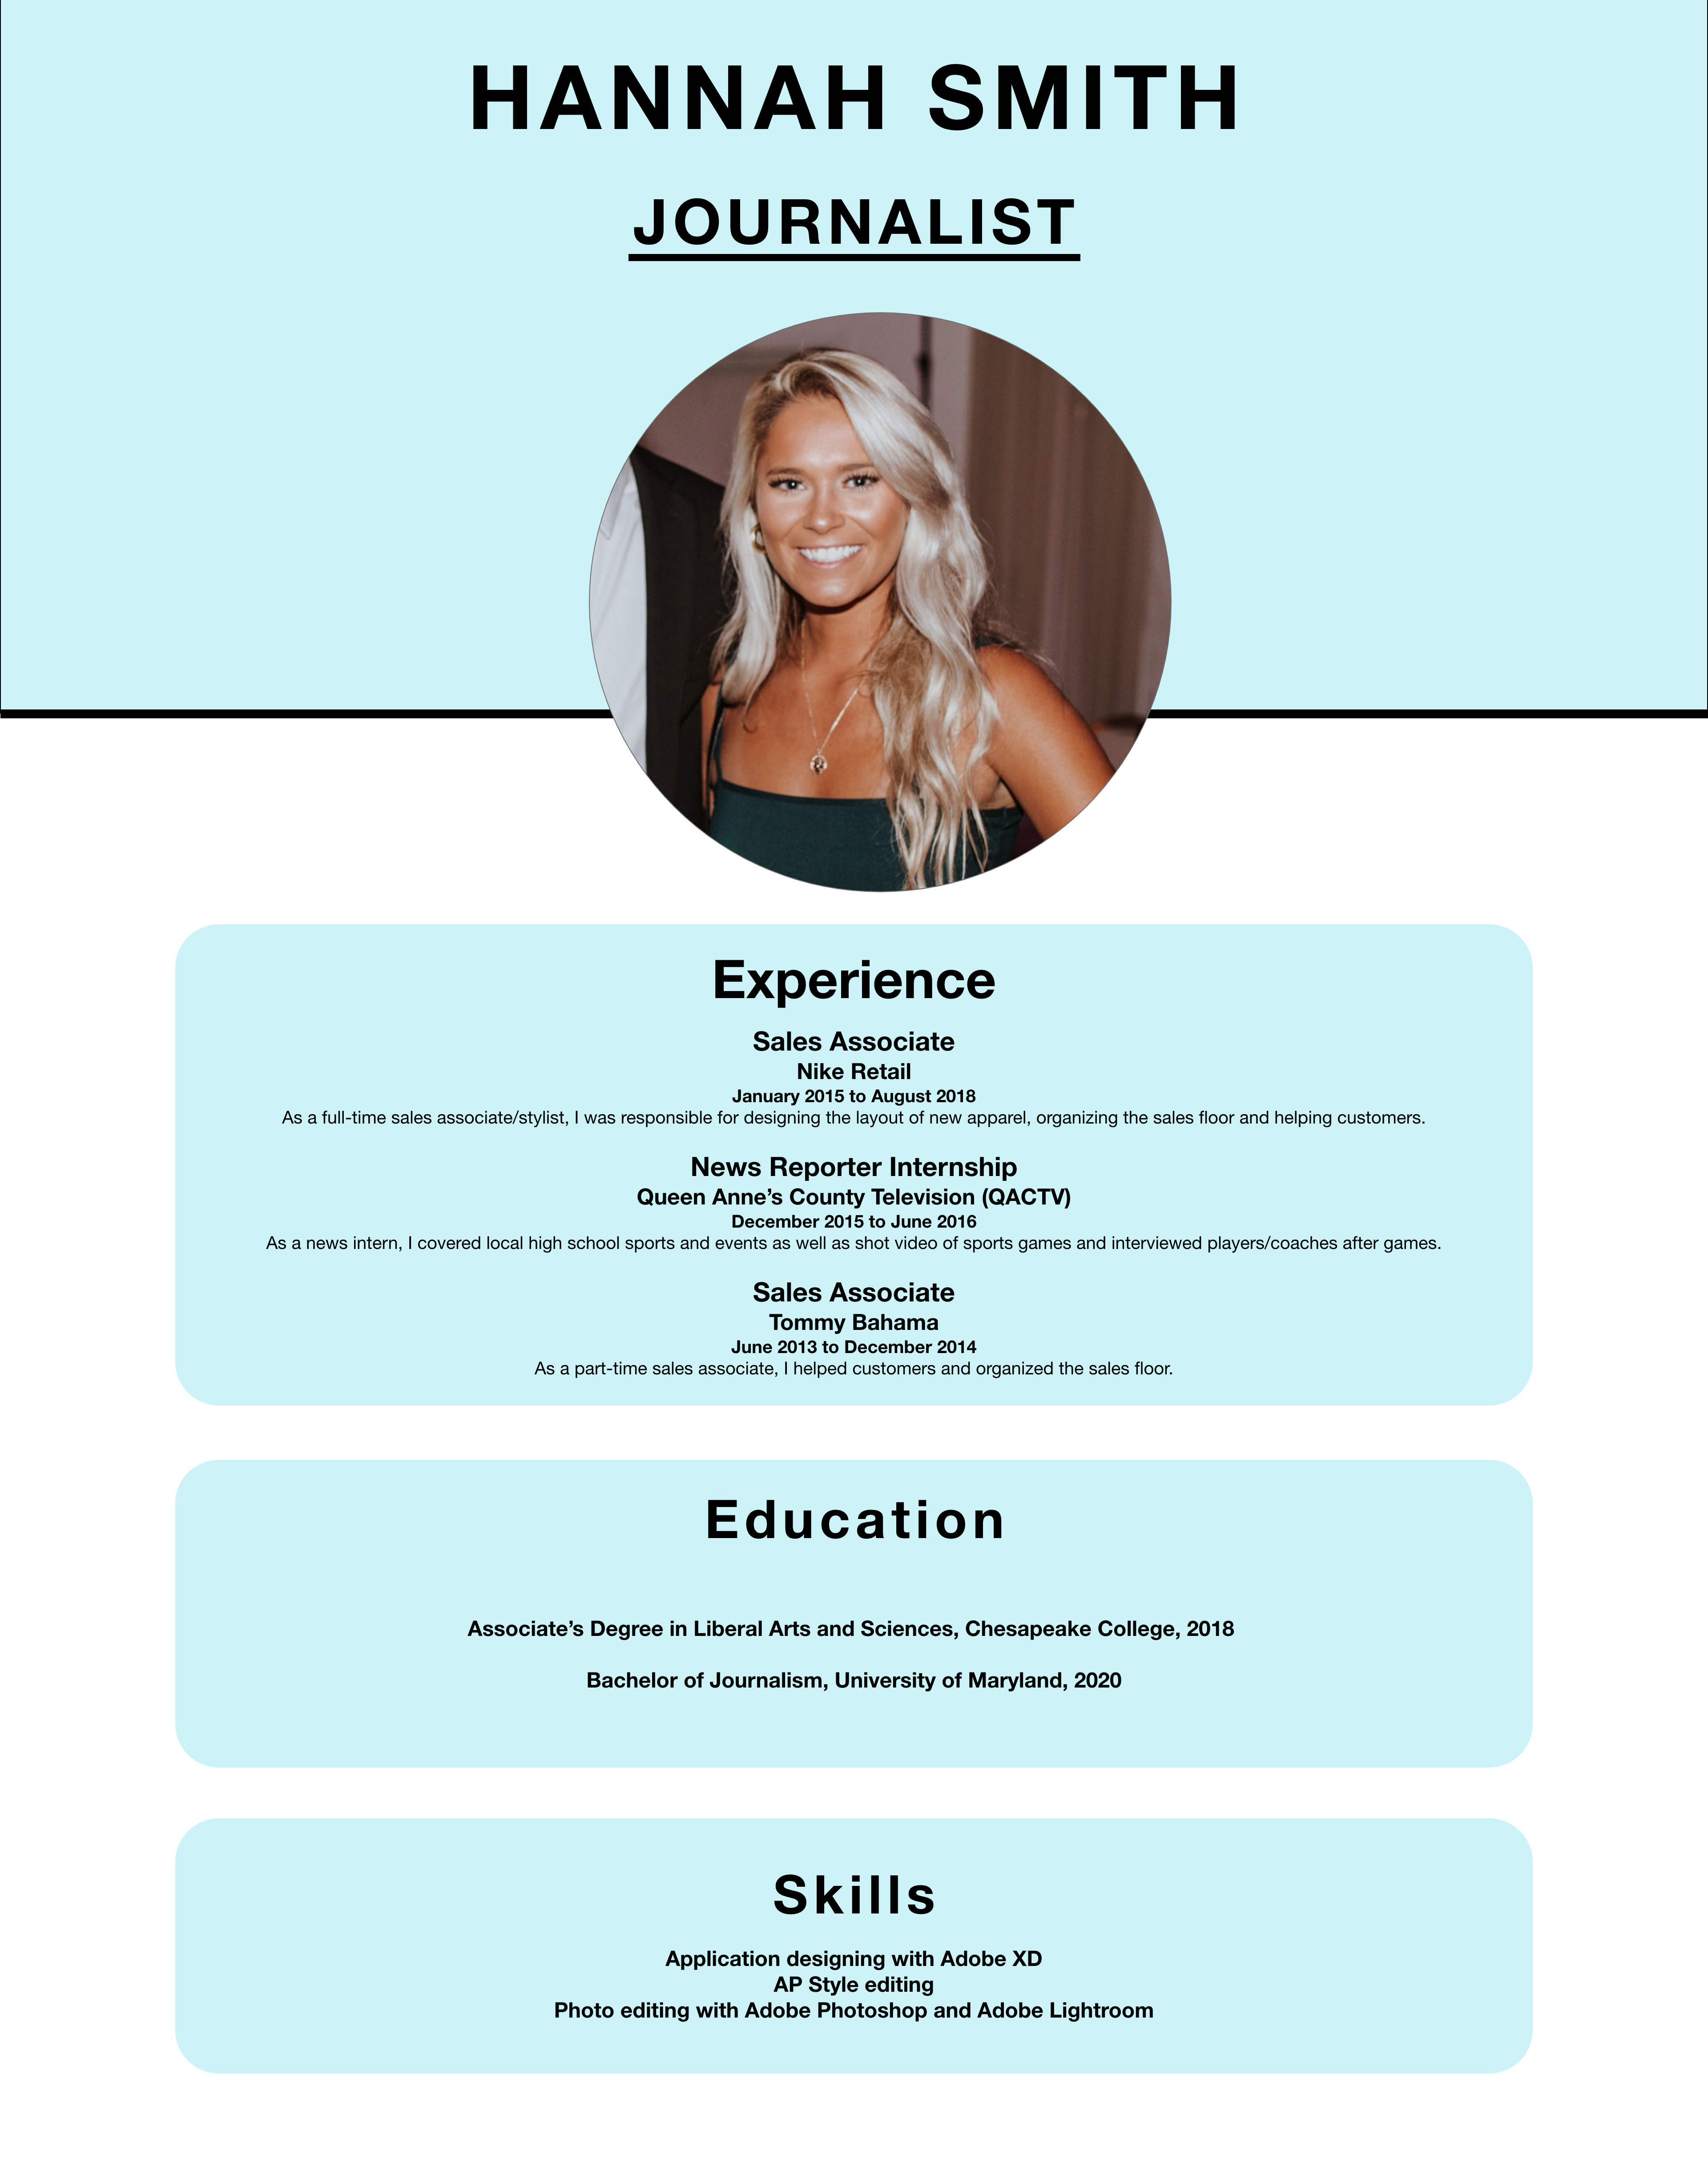 HANNAH SMITH
JOURNALIST
Experience
Sales Associate
Nike Retail
January 2015 to August 2018
As a full-time sales associate/stylist, I was responsible for designing the layout of new apparel, organizing the sales floor and helping customers.
News Reporter Internship
Queen Anne’s County Television (QACTV)
December 2015 to June 2016
As a news intern, I covered local high school sports and events as well as shot video of sports games and interviewed players/coaches after games.
Sales Associate
Tommy Bahama
June 2013 to December 2014
As a part-time sales associate, I helped customers and organized the sales floor.
Education
Associate’s Degree in Liberal Arts and Sciences, Chesapeake College, 2018
Bachelor of Journalism, University of Maryland, 2020
Skills
Application designing with Adobe XD
AP Style editing
Photo editing with Adobe Photoshop and Adobe Lightroom